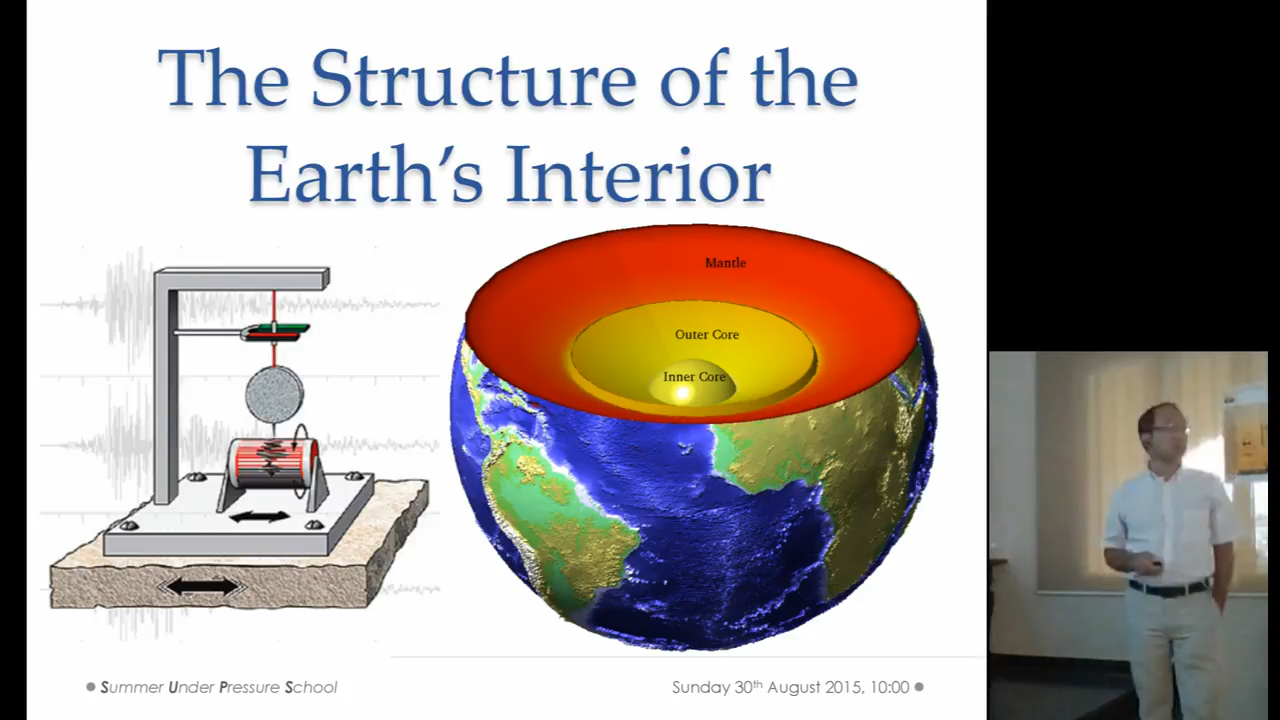 The Structure of the
Earth’s Interior
Mantle
Outer Core
Inner Core
Summer Under Pressure School
Sunday 30th August 2015, 10:00